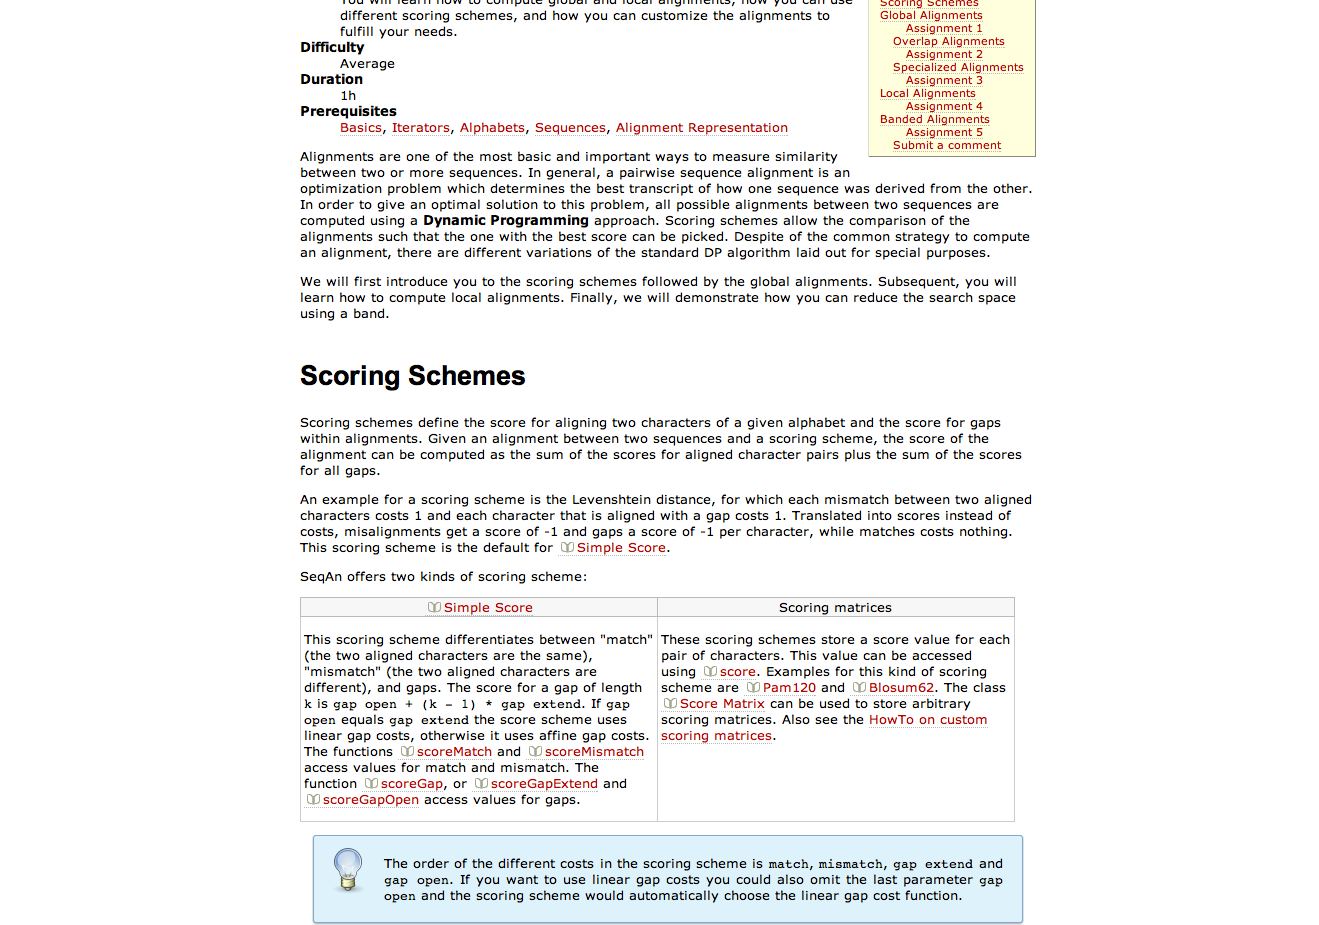 You will learn how to compute global and local alignments, how you can use
different scoring schemes, and how you can customize the alignments to
fulfill your needs.
Difficulty
Average
Duration
1h
Prerequisites
Basics, Iterators, Alphabets, Sequences, Alignment Representation
Scoring Schemes
Global Alignments
Assignment 1
Overlap Alignments
Assignment 2
Specialized Alignments
Assignment 3
Local Alignments
Assignment 4
Banded Alignments
Assignment 5
Submit a comment
Alignments are one of the most basic and important ways to measure similarity
between two or more sequences. In general, a pairwise sequence alignment is an
optimization problem which determines the best transcript of how one sequence was derived from the other.
In order to give an optimal solution to this problem, all possible alignments between two sequences are
computed using a Dynamic Programming approach. Scoring schemes allow the comparison of the
alignments such that the one with the best score can be picked. Despite of the common strategy to compute
an alignment, there are different variations of the standard DP algorithm laid out for special purposes.
We will first introduce you to the scoring schemes followed by the global alignments. Subsequent, you will
learn how to compute local alignments. Finally, we will demonstrate how you can reduce the search space
using a band.
Scoring Schemes
Scoring schemes define the score for aligning two characters of a given alphabet and the score for gaps
within alignments. Given an alignment between two sequences and a scoring scheme, the score of the
alignment can be computed as the sum of the scores for aligned character pairs plus the sum of the scores
for all gaps.
An example for a scoring scheme is the Levenshtein distance, for which each mismatch between two aligned
characters costs 1 and each character that is aligned with a gap costs 1. Translated into scores instead of
costs, misalignments get a score of -1 and gaps a score of -1 per character, while matches costs nothing.
This scoring scheme is the default for Simple Score.
SeqAn offers two kinds of scoring scheme:
Simple Score
This scoring scheme differentiates between "match"
(the two aligned characters are the same),
"mismatch" (the two aligned characters are
different), and gaps. The score for a gap of length
k is gap open + (k - 1) * gap extend. If gap
open equals gap extend the score scheme uses
linear gap costs, otherwise it uses affine gap costs.
The functions scoreMatch and scoreMismatch
access values for match and mismatch. The
function scoreGap, or scoreGapExtend and
scoreGapOpen access values for gaps.
Scoring matrices
These scoring schemes store a score value for each
pair of characters. This value can be accessed
using score. Examples for this kind of scoring
scheme are Pam120 and Blosum62. The class
Score Matrix can be used to store arbitrary
scoring matrices. Also see the HowTo on custom
scoring matrices.
The order of the different costs in the scoring scheme is match, mismatch, gap extend and
gap open. If you want to use linear gap costs you could also omit the last parameter gap
open and the scoring scheme would automatically choose the linear gap cost function.